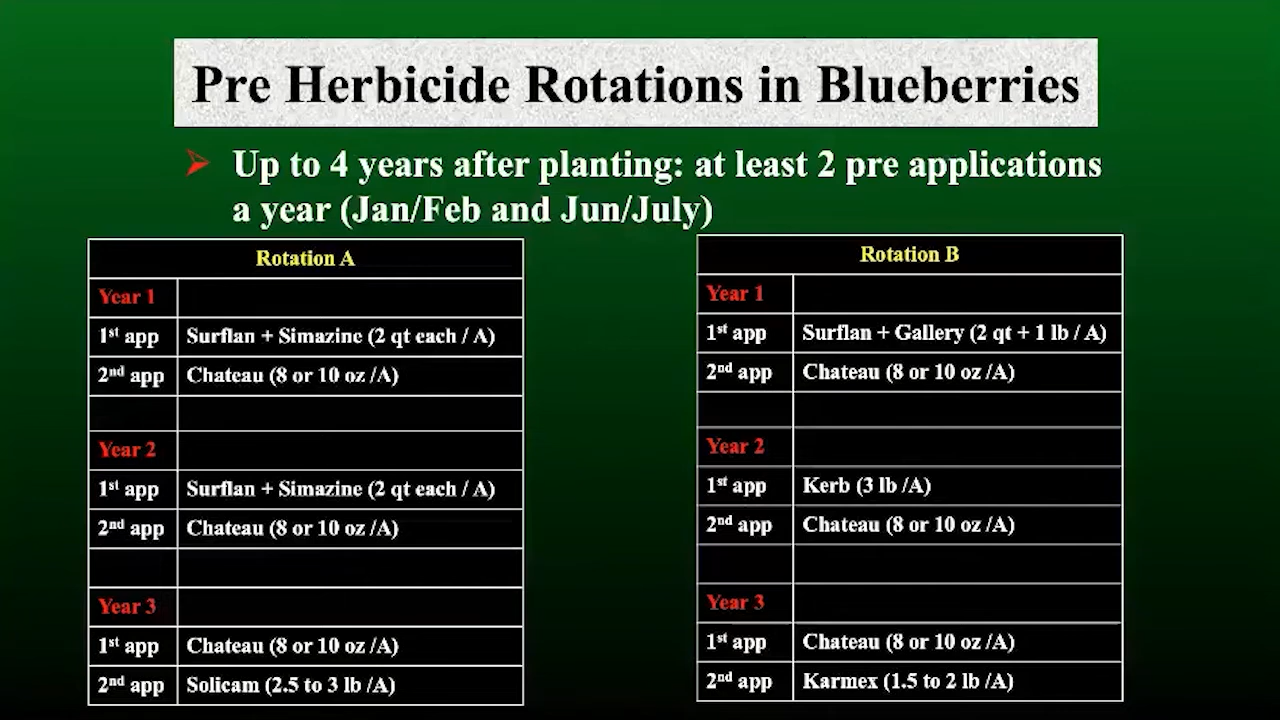 Pre Herbicide Rotations in Blueberries
Up to 4 years after planting: at least 2 pre applications
a year (Jan/Feb and Jun/July)
Rotation A
Year 1
1st app Surflan + Simazine (2 qt each / A)
2nd app Chateau (8 or 10 oz /A)
Year 2
1st app Surflan + Simazine (2 qt each / A)
2nd app Chateau (8 or 10 oz /A)
Year 3
1st app Chateau (8 or 10 oz /A)
2nd app Solicam (2.5 to 3 lb /A)
Rotation B
Year 1
1st app Surflan + Gallery (2 qt + 1 lb / A)
2nd app Chateau (8 or 10 oz /A)
Year 2
1st app Kerb (3 lb /A)
2nd app Chateau (8 or 10 oz /A)
Year 3
1st app Chateau (8 or 10 oz /A)
2nd app Karmex (1.5 to 2 lb /A)